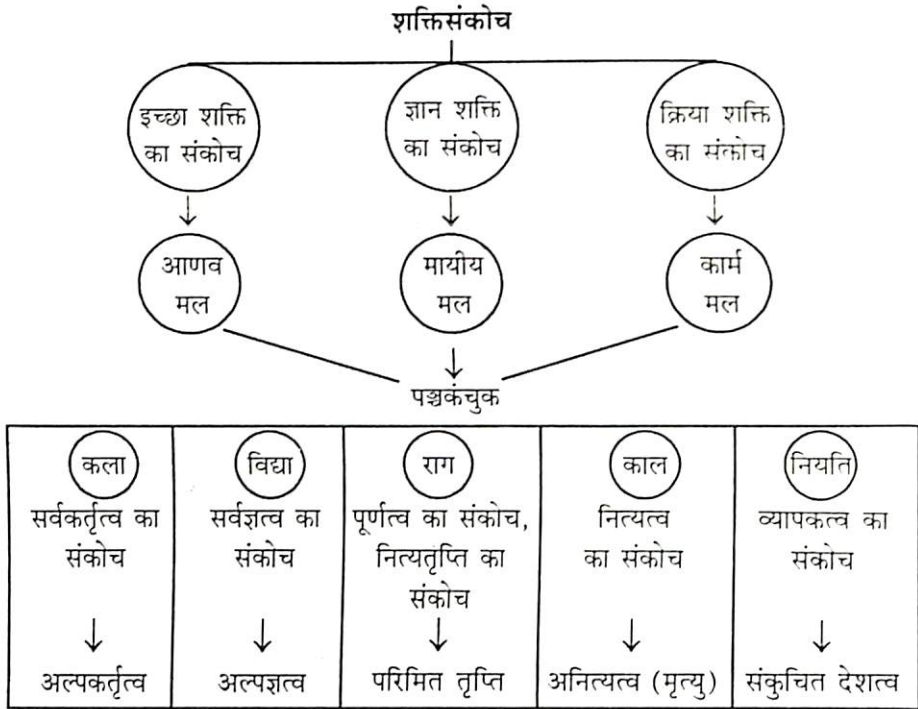 शक्तिसंकोच
इच्छा शक्ति
का संकोच
ज्ञान शक्ति
का संकोच
क्रिया शक्ति
का संकोच
आणव
मल
मायीय
मल
कार्म
मल
पञ्चकंचुक
कला
सर्वकर्तृत्व का
संकोच
अल्पकर्तृत्व
विद्या
सर्वज्ञत्व का
संकोच
अल्पज्ञत्व
राग
पूर्णत्व का संकोच,
नित्यतृप्ति का
संकोच
परिमित तृप्ति
काल
नित्यत्व
का संकोच
अनित्यत्व (मृत्यु)
नियति
व्यापकत्व का
संकोच
संकुचित देशत्व